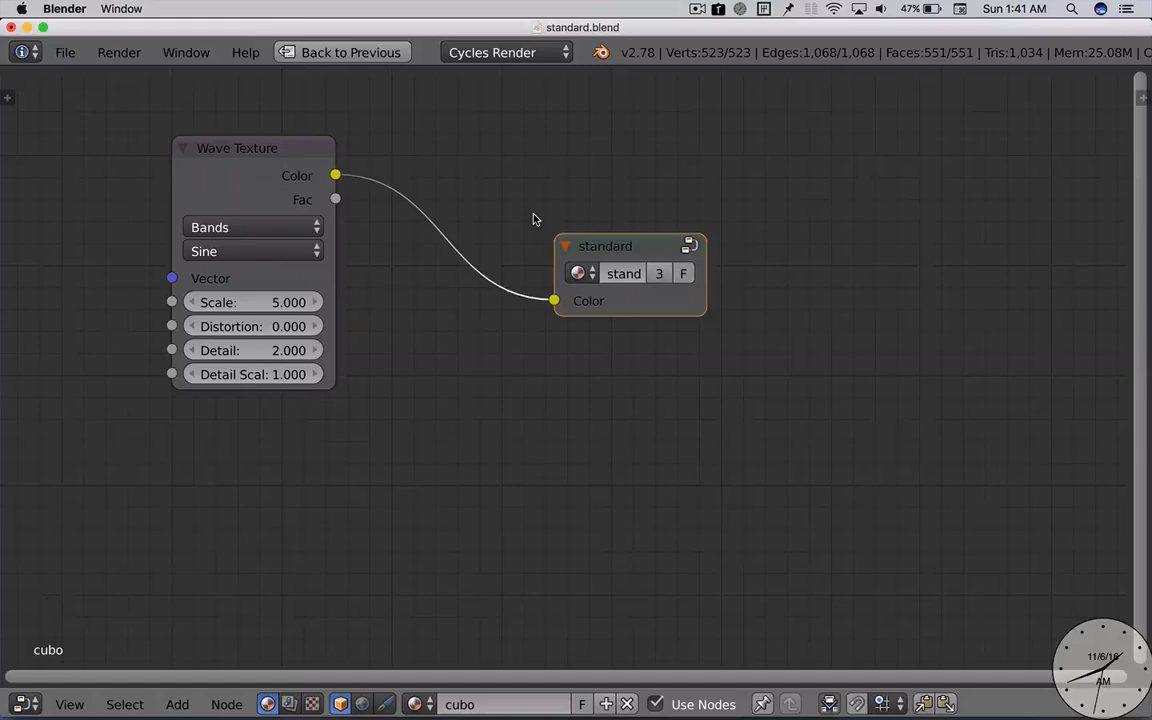 Blender Window 47% Sun 1:41 AM
standard.blend
File Render Window Help Back to Previous Cycles Render v2.78 | Verts:523/523 | Edges:1,068/1,068 | Faces:551/551 | Tris:1,034 | Mem:25.08M
Wave Texture
Color
Fac
Bands
Sine
Vector
Scale: 5.000
Distortion: 0.000
Detail: 2.000
Detail Scal: 1.000
standard
stand 3 F
Color
cubo
11/6/16
AM
View Select Add Node cubo F Use Nodes